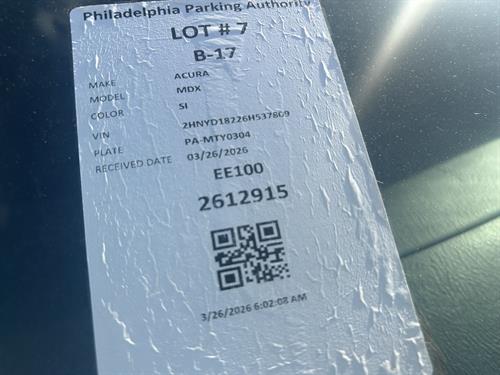 Philadelphia Parking Authority
LOT # 7
B-17
MAKE ACURA
MODEL MDX
COLOR SI
VIN 2HNYD18226H537809
PLATE PA-MTY0304
RECEIVED DATE 03/26/2026
EE100
2612915
3/26/2026 6:02:08 AM